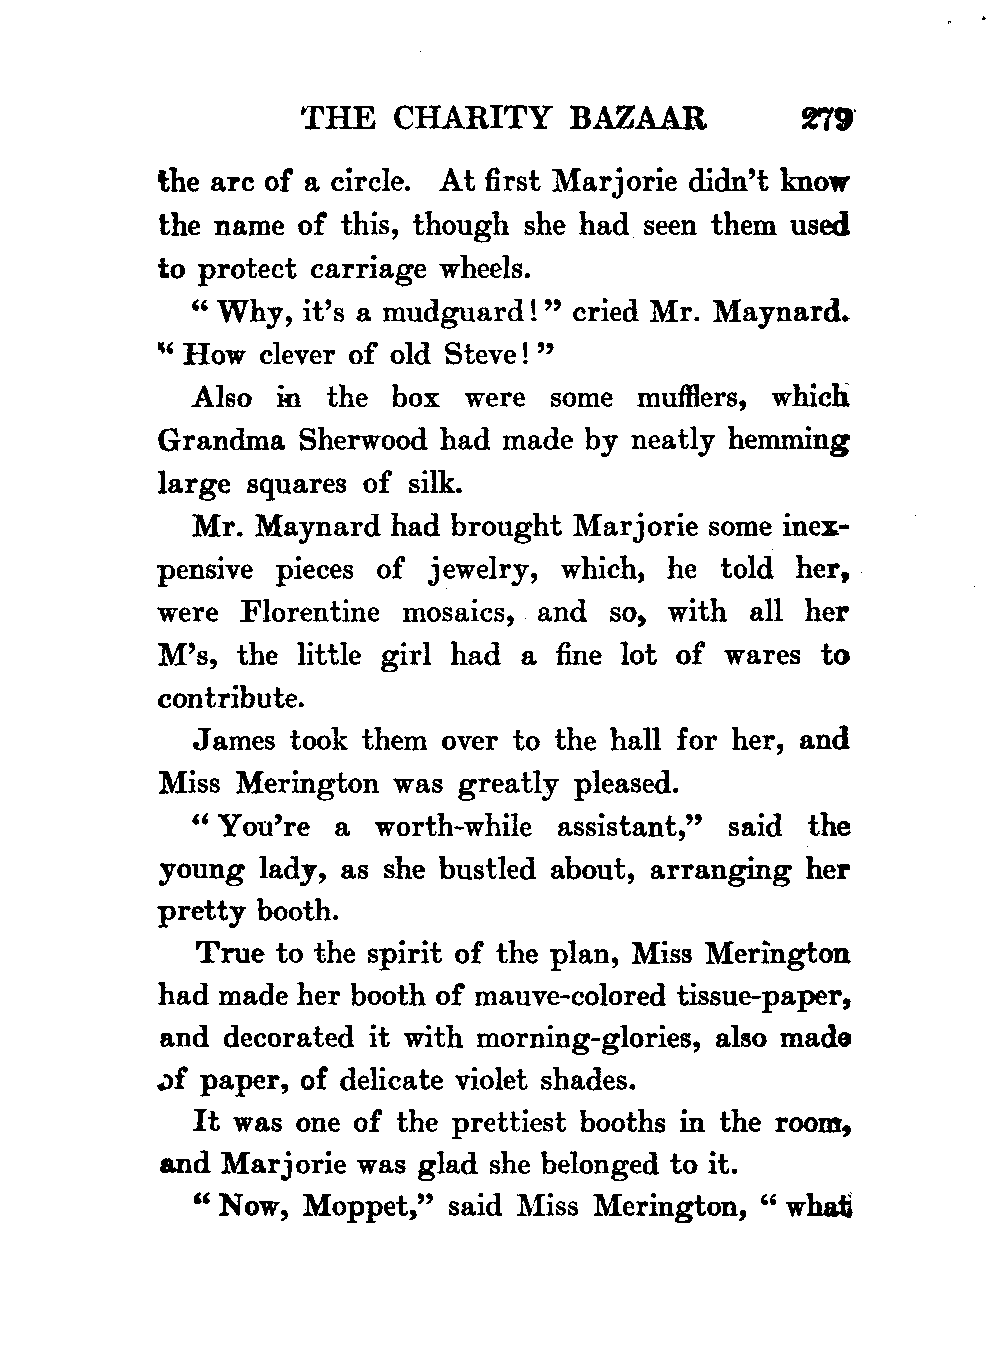 THE CHARITY BAZAAR 279
the arc of a circle. At first Marjorie didn't know
the name of this, though she had seen them used
to protect carriage wheels.
"Why, it's a mudguard!" cried Mr. Maynard.
"How clever of old Steve!"
Also in the box were some mufflers, which
Grandma Sherwood had made by neatly hemming
large squares of silk.
Mr. Maynard had brought Marjorie some inex-
pensive pieces of jewelry, which, he told her,
were Florentine mosaics, and so, with all her
M's, the little girl had a fine lot of wares to
contribute.
James took them over to the hall for her, and
Miss Merington was greatly pleased.
"You're a worth-while assistant," said the
young lady, as she bustled about, arranging her
pretty booth.
True to the spirit of the plan, Miss Merington
had made her booth of mauve-colored tissue-paper,
and decorated it with morning-glories, also made
of paper, of delicate violet shades.
It was one of the prettiest booths in the room,
and Marjorie was glad she belonged to it.
"Now, Moppet," said Miss Merington, "what